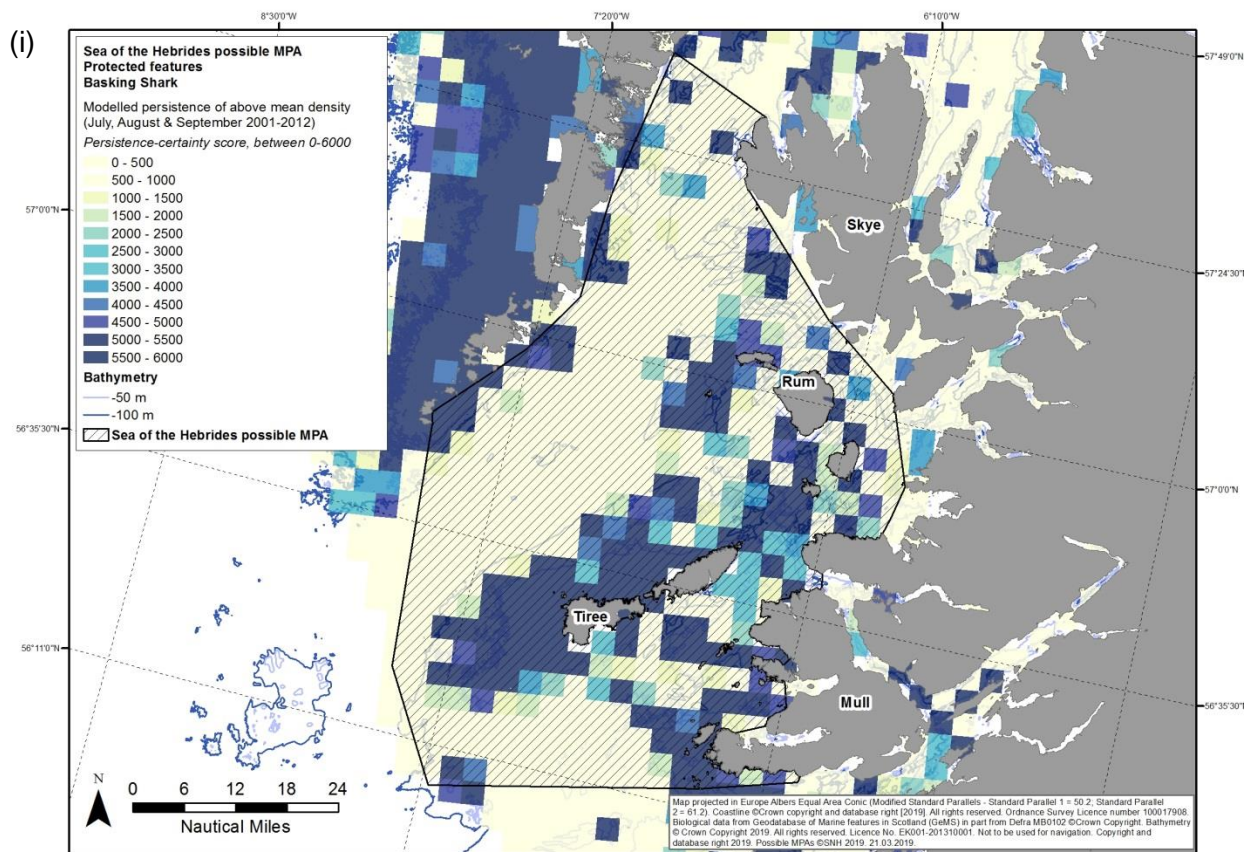 (i)
8°30'0"W
7°20'0"W
6°10'0"W
Sea of the Hebrides possible MPA
Protected features
Basking Shark
Modelled persistence of above mean density
(July, August & September 2001-2012)
Persistence-certainty score, between 0-6000
0 - 500
500 - 1000
1000 - 1500
1500 - 2000
2000 - 2500
2500 - 3000
3000 - 3500
3500 - 4000
4000 - 4500
4500 - 5000
5000 - 5500
5500 - 6000
Bathymetry
-50 m
-100 m
Sea of the Hebrides possible MPA
57°49'0"N
57°0'0"N
Skye
57°24'30"N
Rum
56°35'30"N
57°0'0"N
Tiree
56°11'0"N
Mull
56°35'30"N
N
0 6 12 18 24
Nautical Miles
Map projected in Europe Albers Equal Area Conic (Modified Standard Parallels - Standard Parallel 1 = 50.2; Standard Parallel
2 = 61.2). Coastline ©Crown copyright and database right [2019]. All rights reserved. Ordnance Survey Licence number 100017908.
Biological data from Geodatabase of Marine features in Scotland (GeMS) in part from Defra MB0102 ©Crown Copyright. Bathymetry
© Crown Copyright 2019. All rights reserved. Licence No. EK001-201310001. Not to be used for navigation. Copyright and
database right 2019. Possible MPAs ©SNH 2019. 21.03.2019.